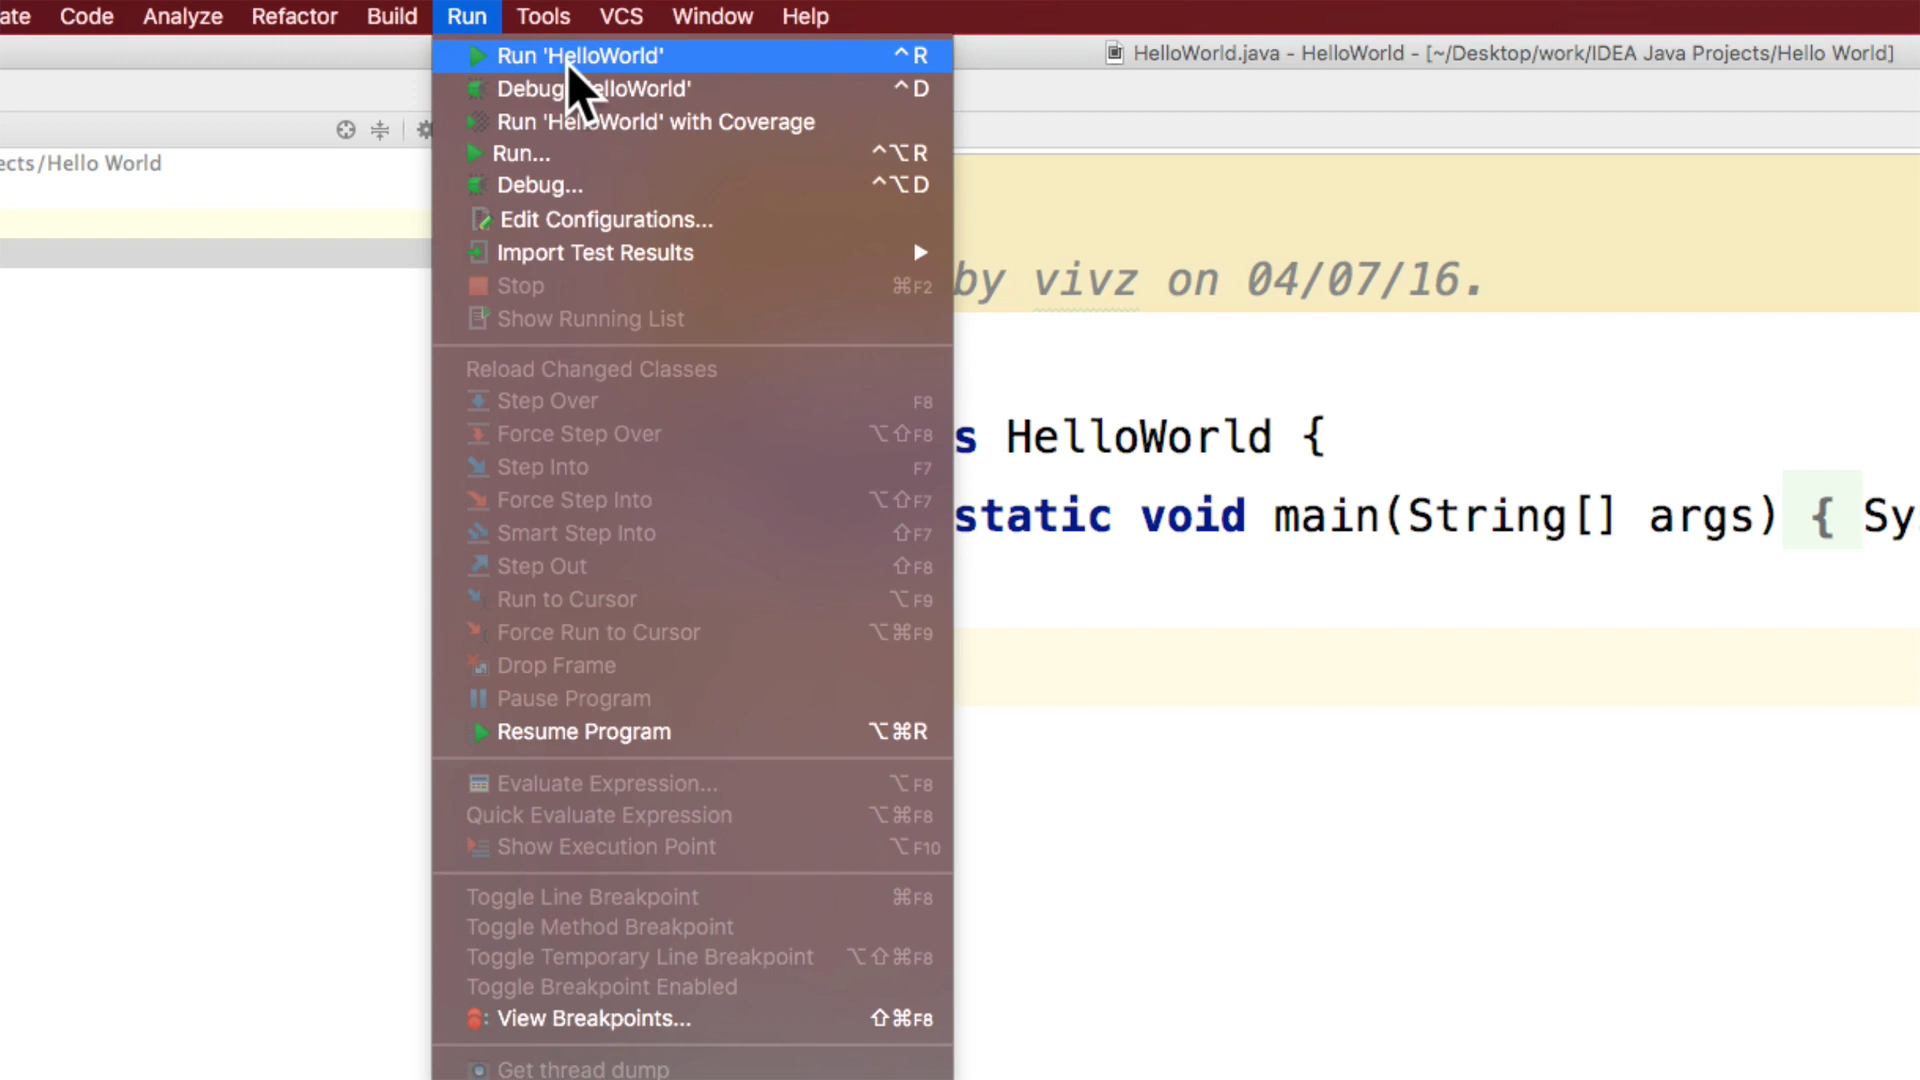 ate Code Analyze Refactor Build Run Tools VCS Window Help
HelloWorld.java - HelloWorld - [~/Desktop/work/IDEA Java Projects/Hello World]
ects/Hello World
Run 'HelloWorld' ^R
Debug 'HelloWorld' ^D
Run 'HelloWorld' with Coverage
Run... ^⌥R
Debug... ^⌥D
Edit Configurations...
Import Test Results ▶
Stop ⌘F2
Show Running List
Reload Changed Classes
Step Over F8
Force Step Over ⌥⇧F8
Step Into F7
Force Step Into ⌥⇧F7
Smart Step Into ⇧F7
Step Out ⇧F8
Run to Cursor ⌥F9
Force Run to Cursor ⌥⌘F9
Drop Frame
Pause Program
Resume Program ⌥⌘R
Evaluate Expression... ⌥F8
Quick Evaluate Expression ⌥⌘F8
Show Execution Point ⌥F10
Toggle Line Breakpoint ⌘F8
Toggle Method Breakpoint
Toggle Temporary Line Breakpoint ⌥⇧⌘F8
Toggle Breakpoint Enabled
View Breakpoints... ⇧⌘F8
Get thread dump
by vivz on 04/07/16.
s HelloWorld {
static void main(String[] args) { Sy